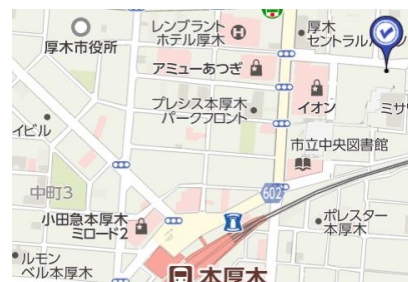 レンブラント
ホテル厚木
厚木
セントラル
厚木市役所
アミューあつぎ
プレシス本厚木
パークフロント
イオン
ミサワ
イビル
市立中央図書館
中町3
602
小田急本厚木
ミロード2
ポレスター
本厚木
ルモン
ベル本厚木
本厚木